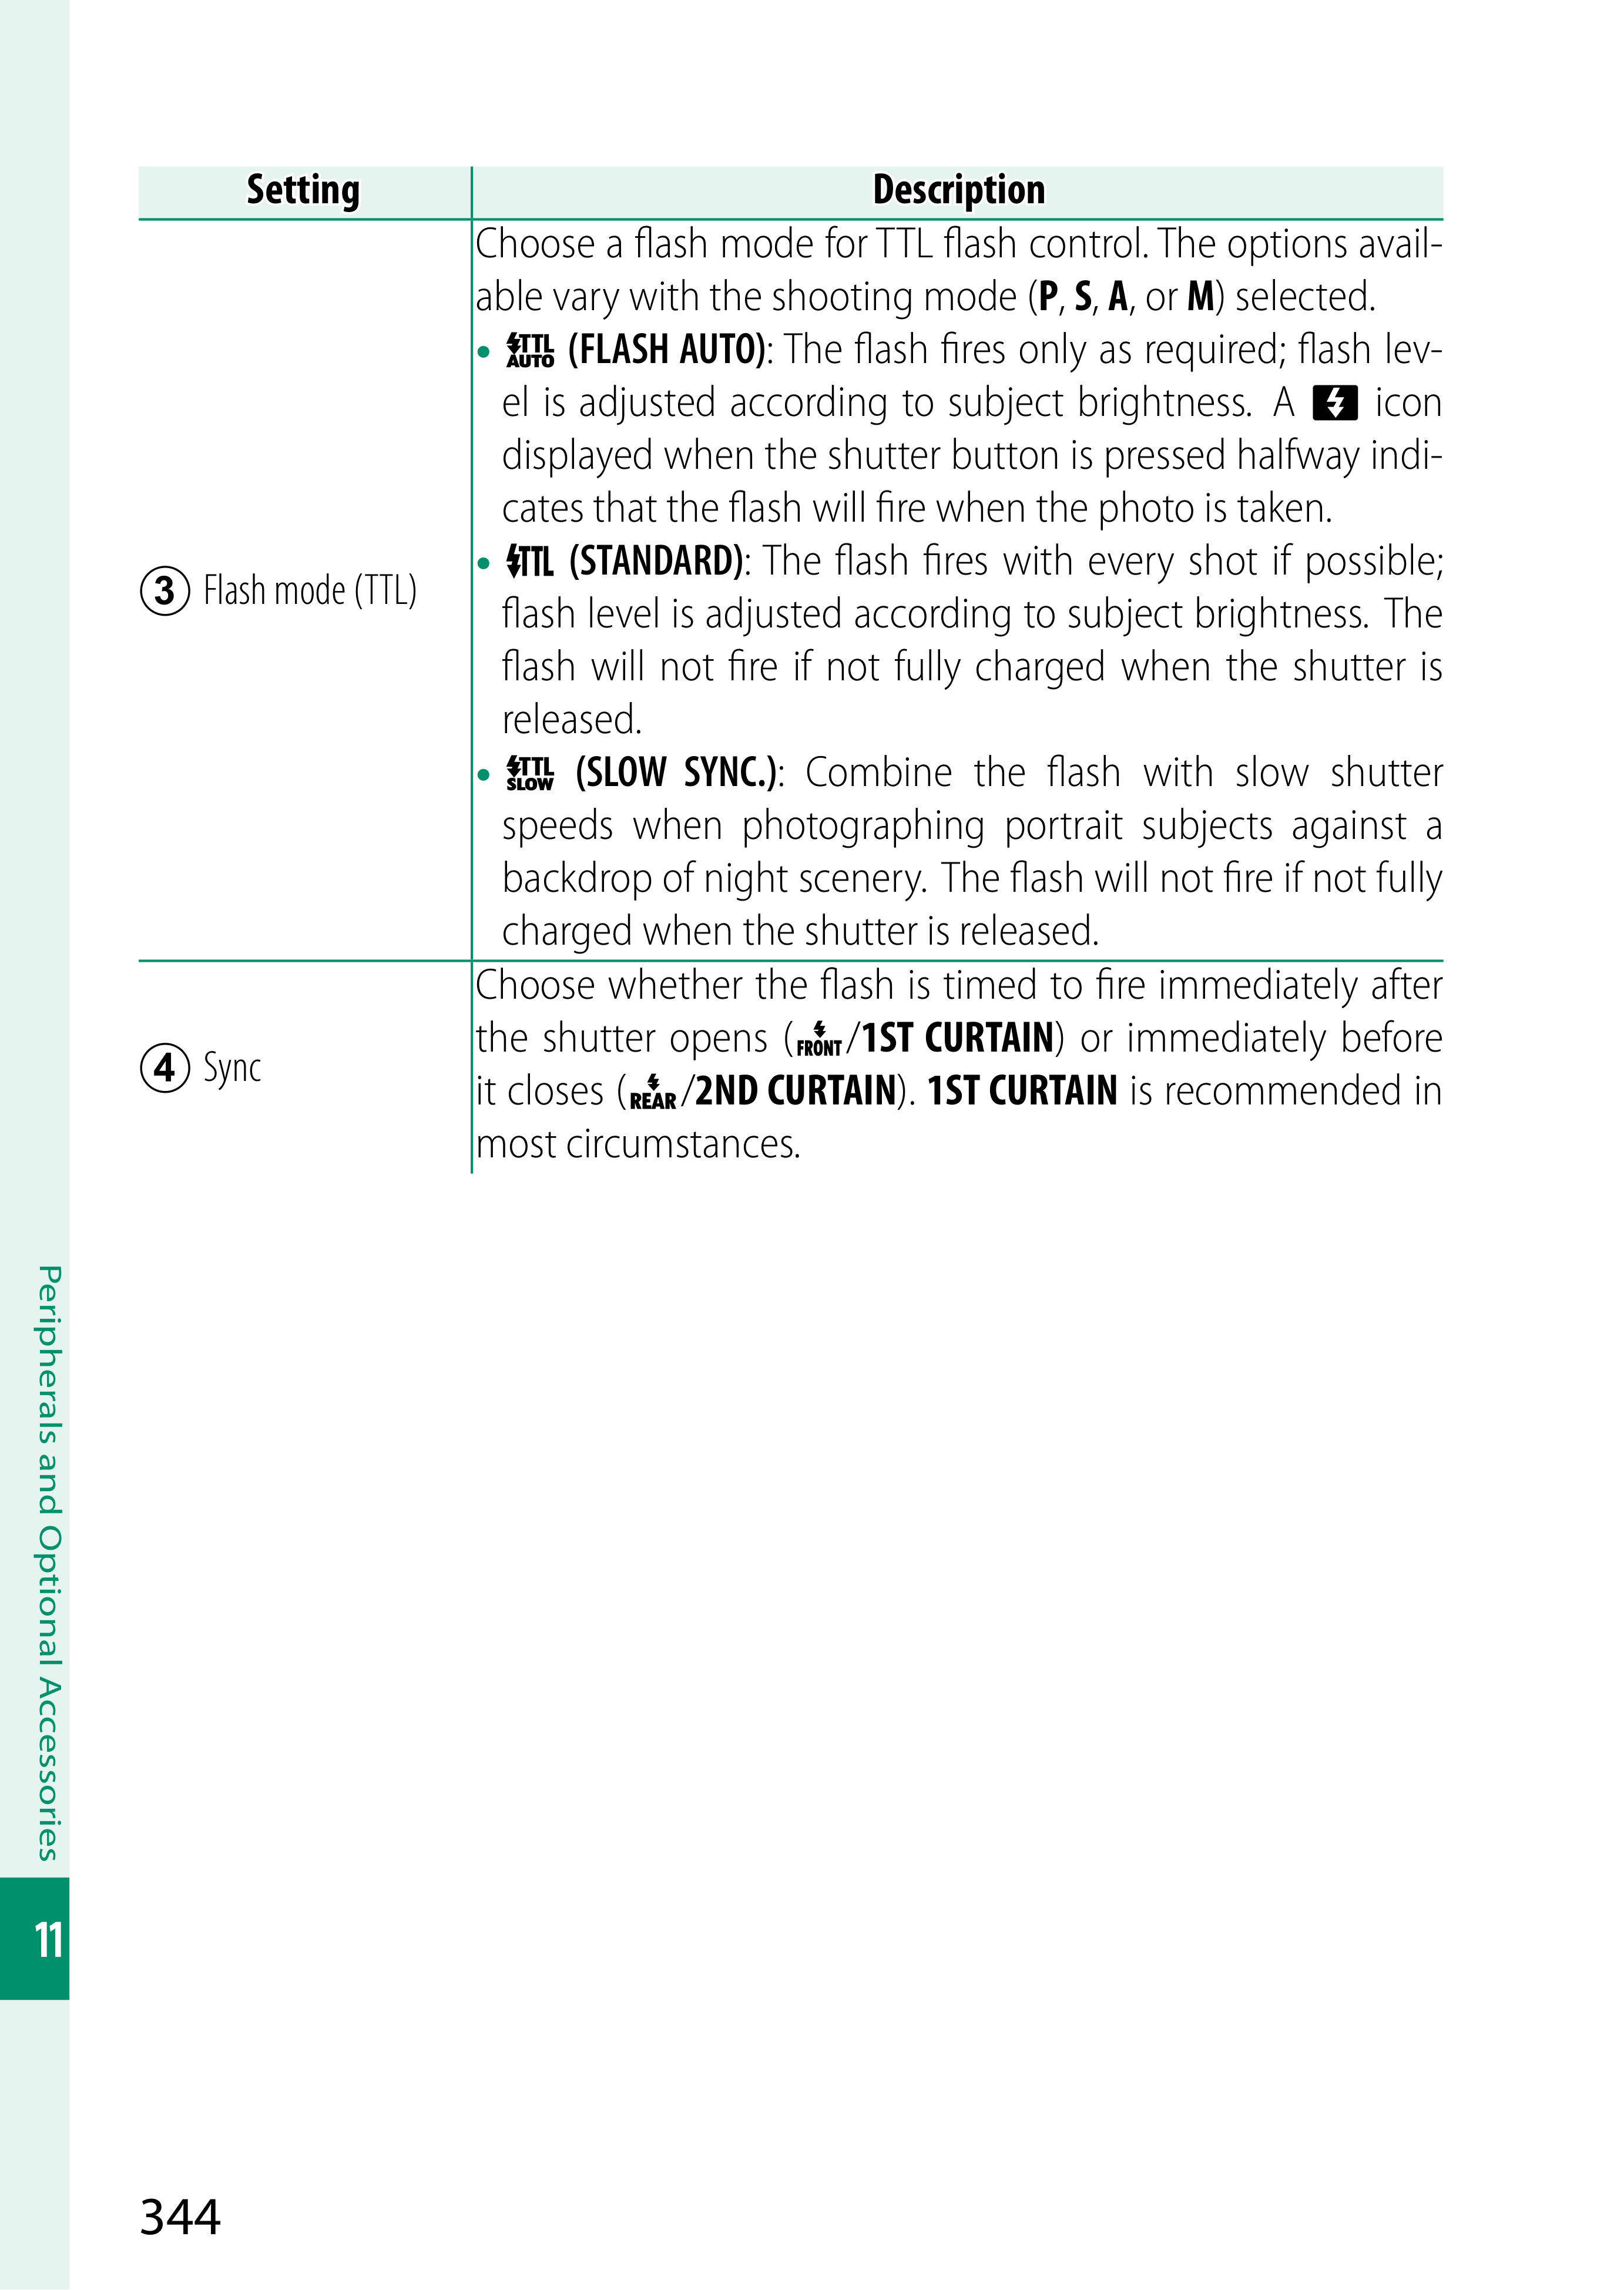 Setting Description
Choose a flash mode for TTL flash control. The options avail-
able vary with the shooting mode (P, S, A, or M) selected.
• TTL AUTO (FLASH AUTO): The flash fires only as required; flash lev-
el is adjusted according to subject brightness. A icon
displayed when the shutter button is pressed halfway indi-
cates that the flash will fire when the photo is taken.
• TTL (STANDARD): The flash fires with every shot if possible;
3 Flash mode (TTL)
flash level is adjusted according to subject brightness. The
flash will not fire if not fully charged when the shutter is
released.
• TTL SLOW (SLOW SYNC.): Combine the flash with slow shutter
speeds when photographing portrait subjects against a
backdrop of night scenery. The flash will not fire if not fully
charged when the shutter is released.
Choose whether the flash is timed to fire immediately after
the shutter opens (FRONT/1ST CURTAIN) or immediately before
4 Sync
it closes (REAR/2ND CURTAIN). 1ST CURTAIN is recommended in
most circumstances.
Peripherals and Optional Accessories
11
344